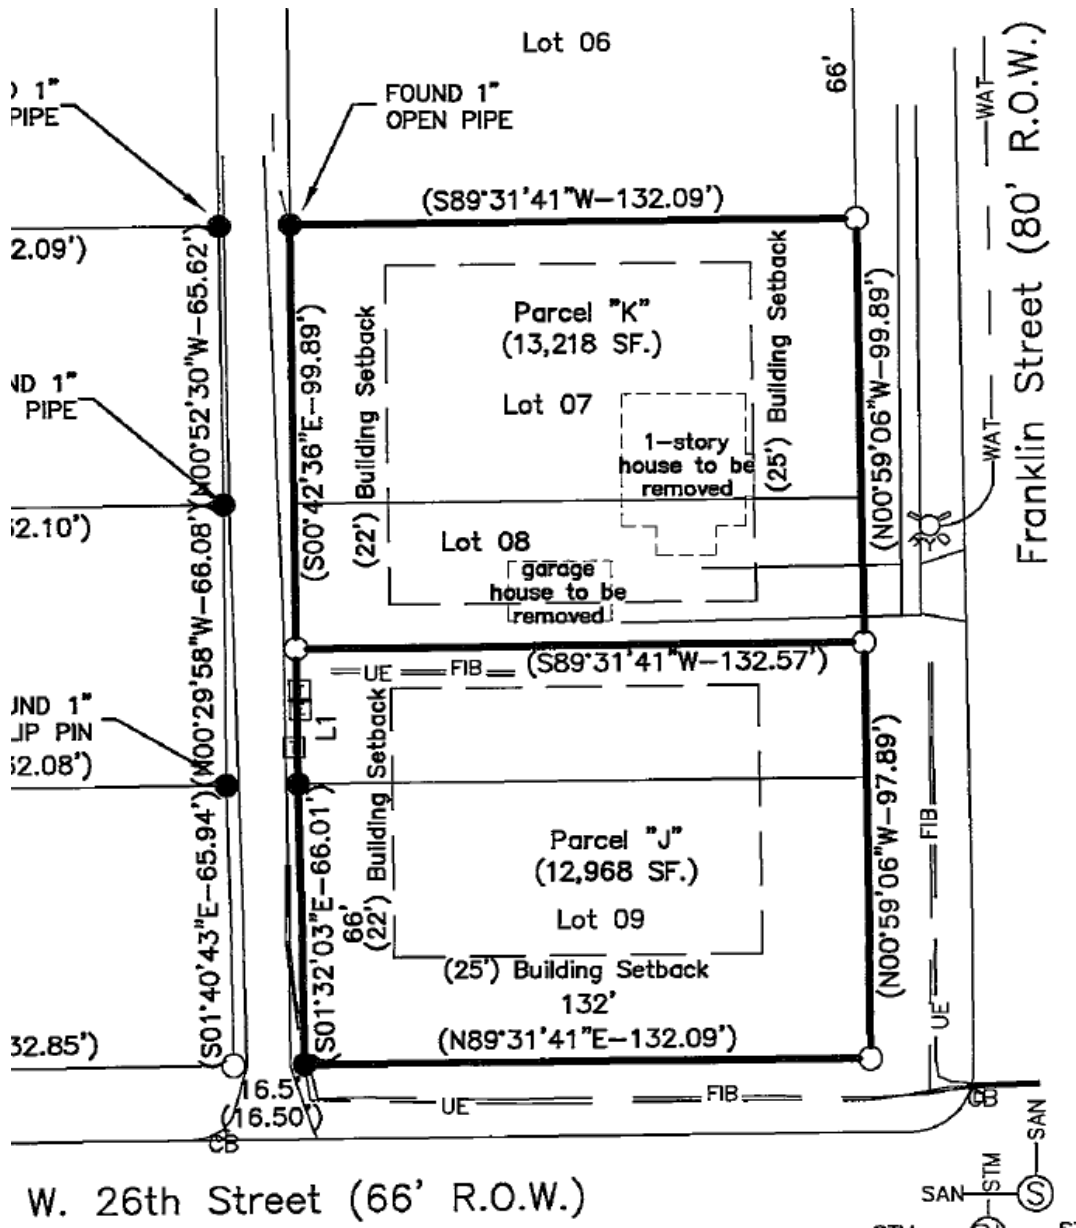 Lot 06
66'
FOUND 1"
OPEN PIPE
1"
PIPE
(S89°31'41"W-132.09')
WAT
Franklin Street (80' R.O.W.)
2.09')
N00°52'30"W-65.62'
(S00°42'36"E-99.89')
(22') Building Setback
Parcel "K"
(13,218 SF.)
Lot 07
(25') Building Setback
(N00°59'06"W-99.89')
1-story
house to be
removed
WAT
ND 1"
PIPE
2.10')
Lot 08
garage
house to be
removed
(N00°29'58"W-66.08')
(S89°31'41"W-132.57')
UE
FIB
L1
UND 1"
LIP PIN
2.08')
(S01°40'43"E-65.94')
(S01°32'03"E-66.01')
66'
(22') Building Setback
Parcel "J"
(12,968 SF.)
Lot 09
(25') Building Setback
132'
(N89°31'41"E-132.09')
(N00°59'06"W-97.89')
FIB
UE
32.85')
16.5
(16.50')
UE
FIB
CB
CB
SAN
STM
SAN
S
W. 26th Street (66' R.O.W.)